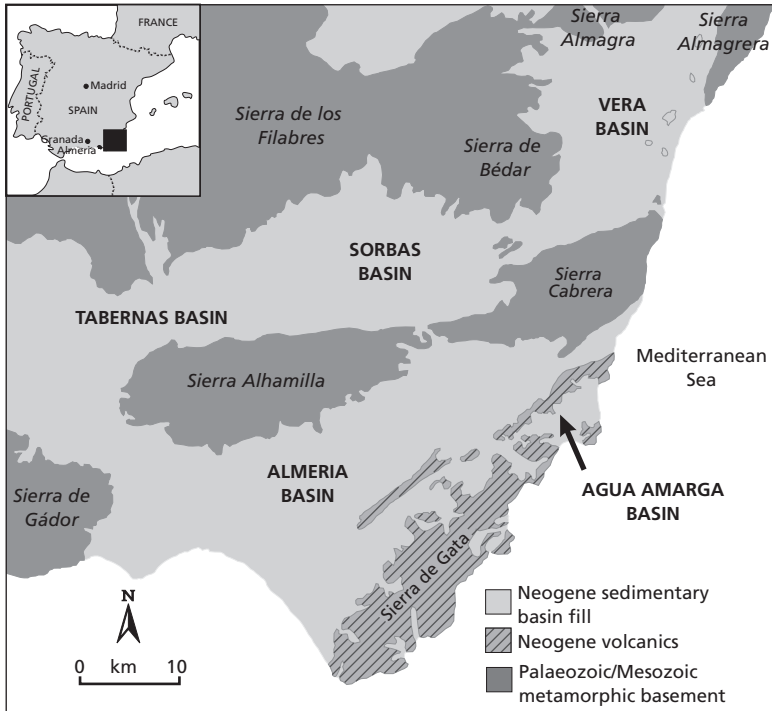 FRANCE
PORTUGAL
Madrid
SPAIN
Granada
Almeria
Sierra
Almagra
Sierra
Almagrera
VERA
BASIN
Sierra de los
Filabres
Sierra de
Bédar
SORBAS
BASIN
Sierra
Cabrera
TABERNAS BASIN
Mediterranean
Sea
Sierra Alhamilla
ALMERIA
BASIN
AGUA AMARGA
BASIN
Sierra de
Gádor
Sierra de Gata
N
0 km 10
Neogene sedimentary
basin fill
Neogene volcanics
Palaeozoic/Mesozoic
metamorphic basement